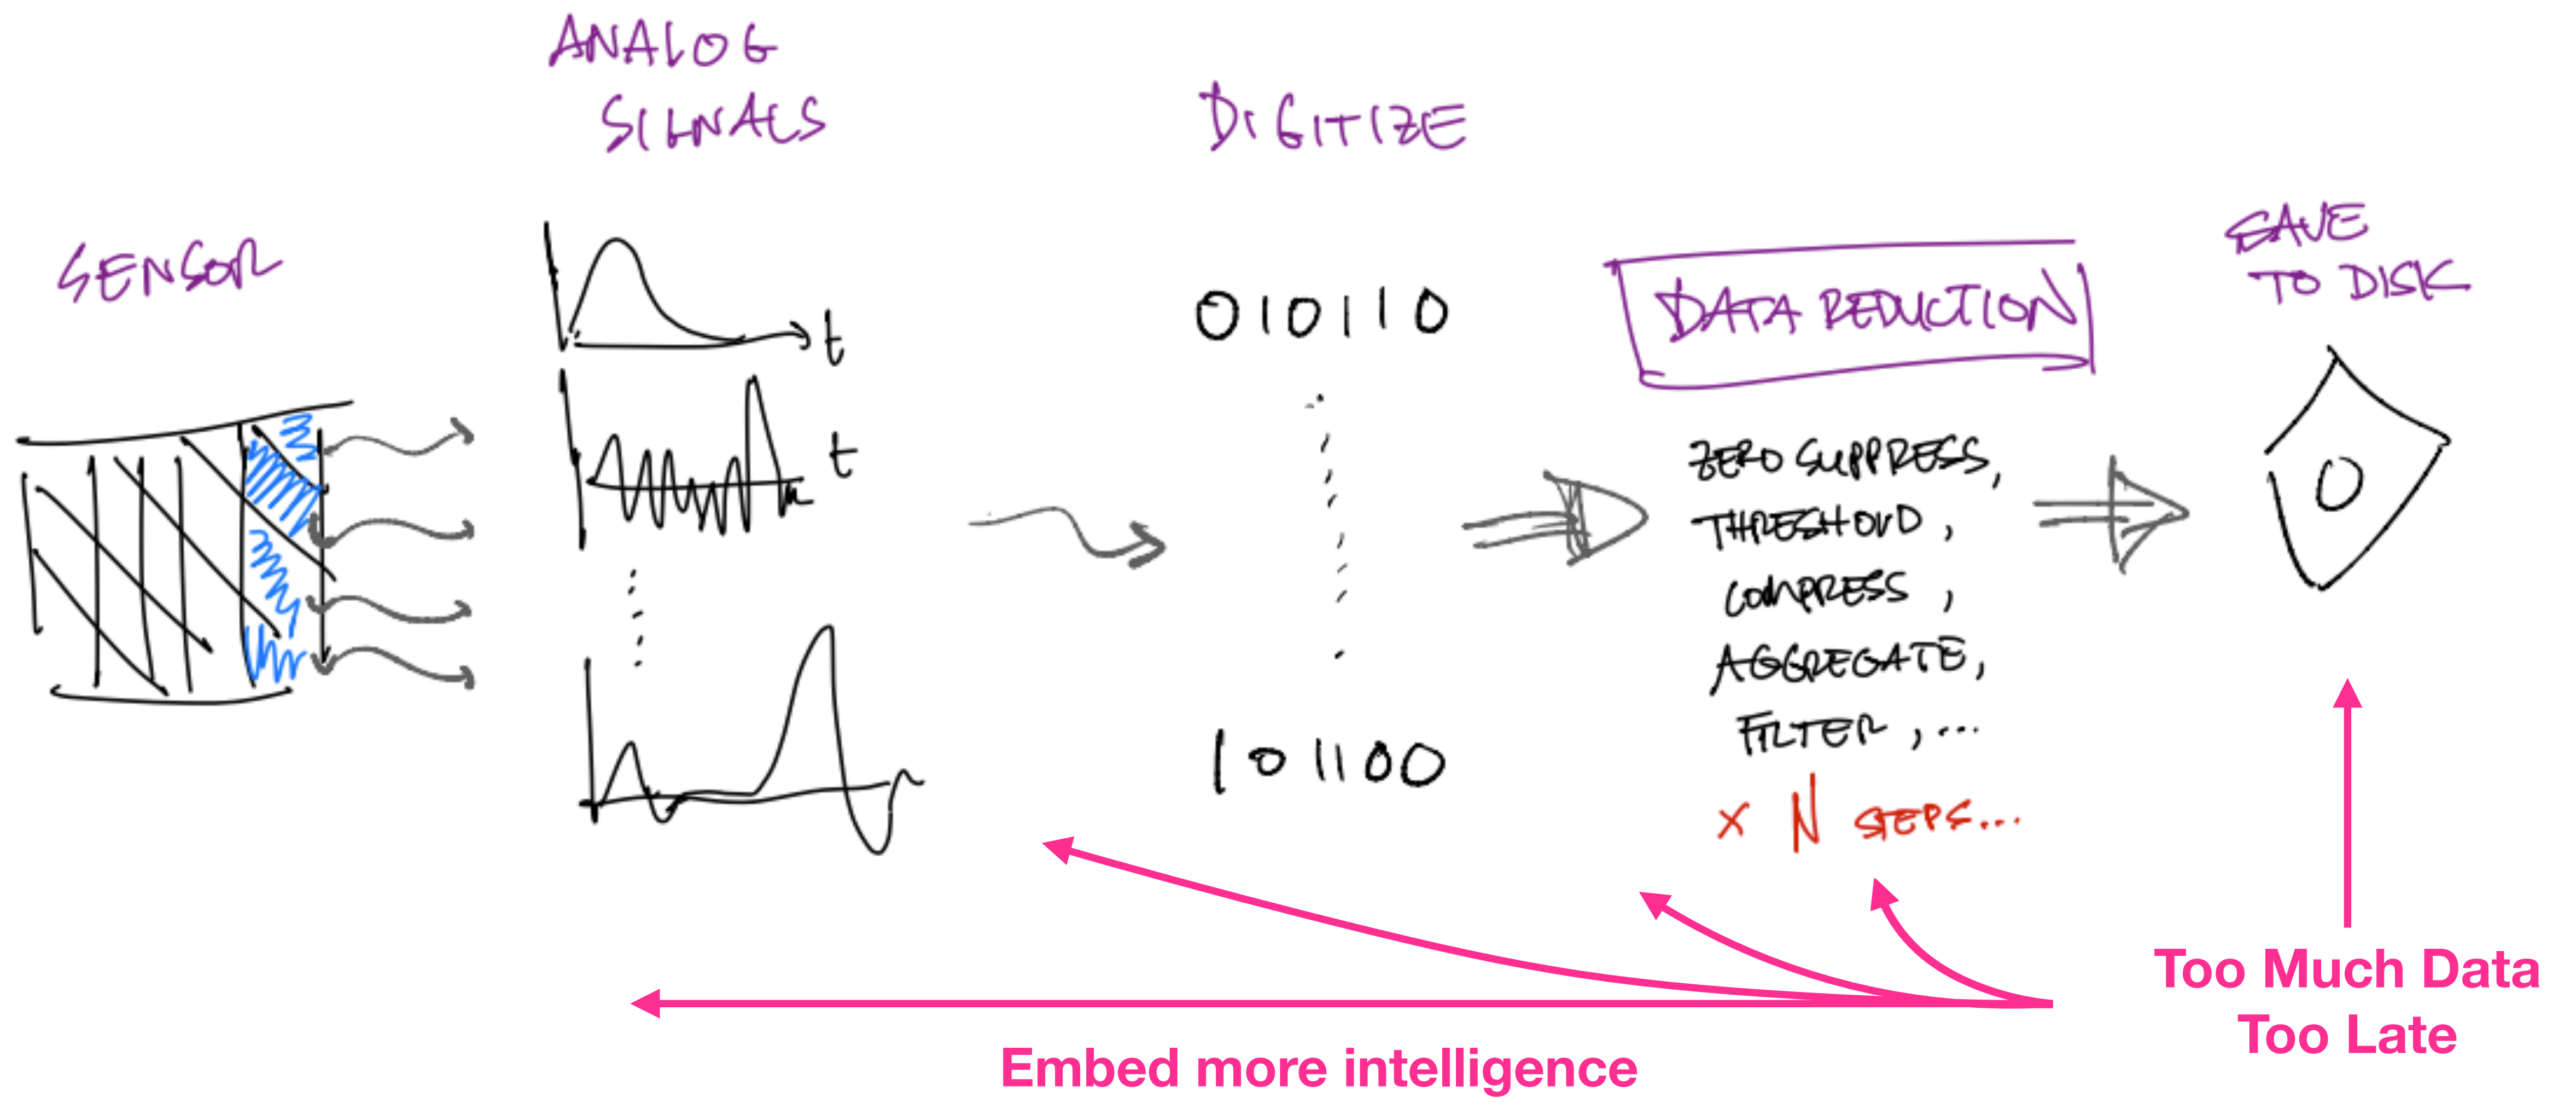 SENSOR
ANALOG
SIGNALS
t
t
DIGITIZE
010110
101100
DATA REDUCTION
ZERO SUPPRESS,
THRESHOLD,
COMPRESS,
AGGREGATE,
FILTER, ...
x N STEPS...
SAVE
TO DISK
Too Much Data
Too Late
Embed more intelligence